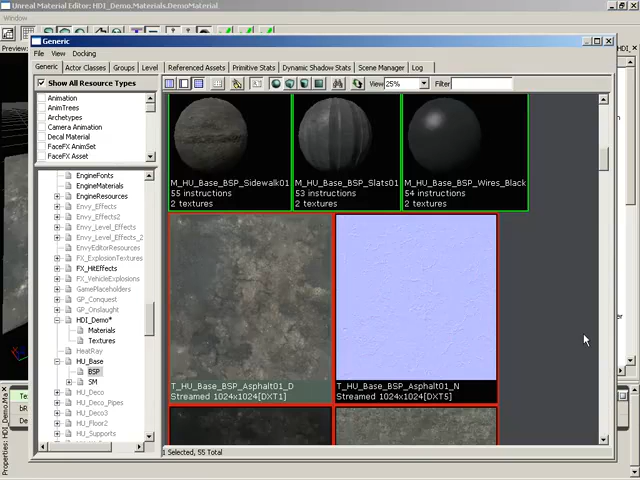 Unreal Material Editor: HDI_Demo.Materials.DemoMaterial
Window
Preview:
Generic
File View Docking
Generic Actor Classes Groups Level Referenced Assets Primitive Stats Dynamic Shadow Stats Scene Manager Log
Show All Resource Types
View 25% Filter
Animation
AnimTrees
Archetypes
Camera Animation
Decal Material
FaceFX AnimSet
FaceFX Asset
EngineFonts
EngineMaterials
EngineResources
Envy_Effects
Envy_Effects2
Envy_Level_Effects
Envy_Level_Effects_2
EnvyEditorResources
FX_ExplosionTextures
FX_HitEffects
FX_VehicleExplosions
GamePlaceholders
GP_Conquest
GP_Onslaught
HDI_Demo*
Materials
Textures
HeatRay
HU_Base
BSP
SM
HU_Deco
HU_Deco_Pipes
HU_Deco3
HU_Floor2
HU_Supports
M_HU_Base_BSP_Sidewalk01
55 instructions
2 textures
M_HU_Base_BSP_Slats01
53 instructions
2 textures
M_HU_Base_BSP_Wires_Black
54 instructions
2 textures
T_HU_Base_BSP_Asphalt01_D
Streamed 1024x1024[DXT1]
T_HU_Base_BSP_Asphalt01_N
Streamed 1024x1024[DXT5]
1 Selected, 55 Total
Properties: HDI_Demo.Ma